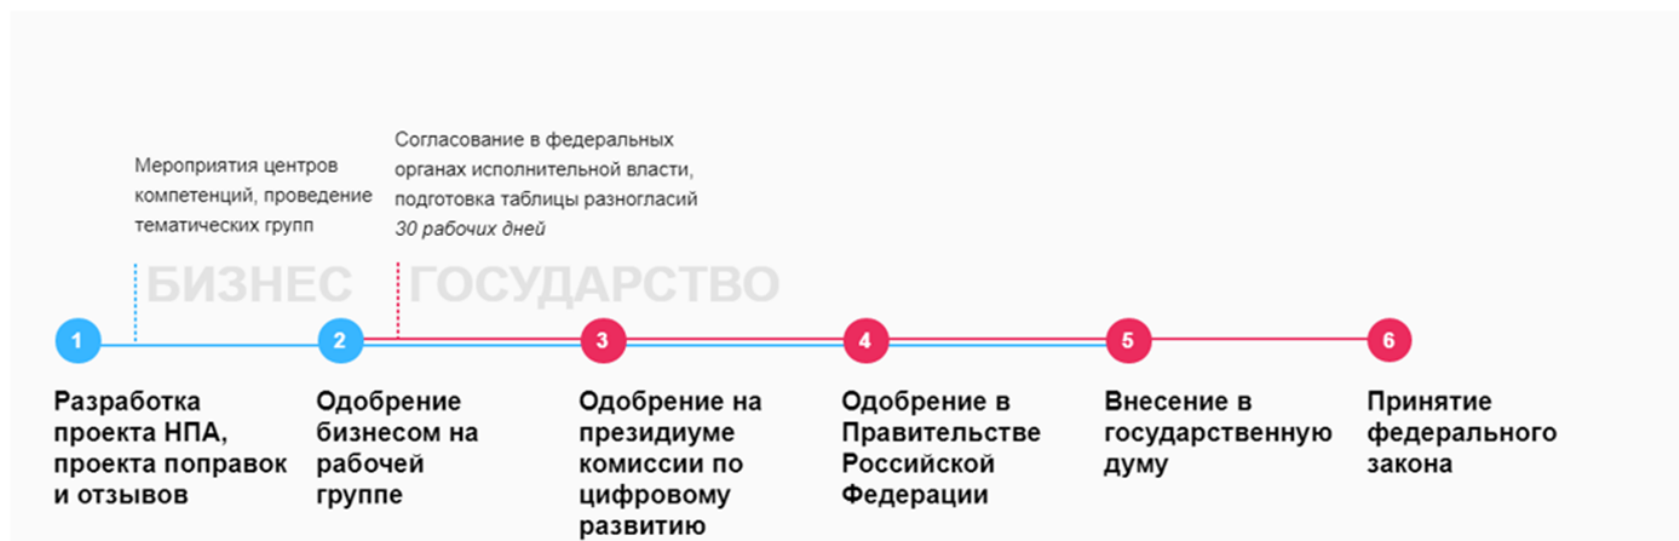 Мероприятия центров
компетенций, проведение
тематических групп
Согласование в федеральных
органах исполнительной власти,
подготовка таблицы разногласий
30 рабочих дней
БИЗНЕС
ГОСУДАРСТВО
1
2
3
4
5
6
Разработка
проекта НПА,
проекта поправок
и отзывов
Одобрение
бизнесом на
рабочей
группе
Одобрение на
президиуме
комиссии по
цифровому
развитию
Одобрение в
Правительстве
Российской
Федерации
Внесение в
государственную
думу
Принятие
федерального
закона